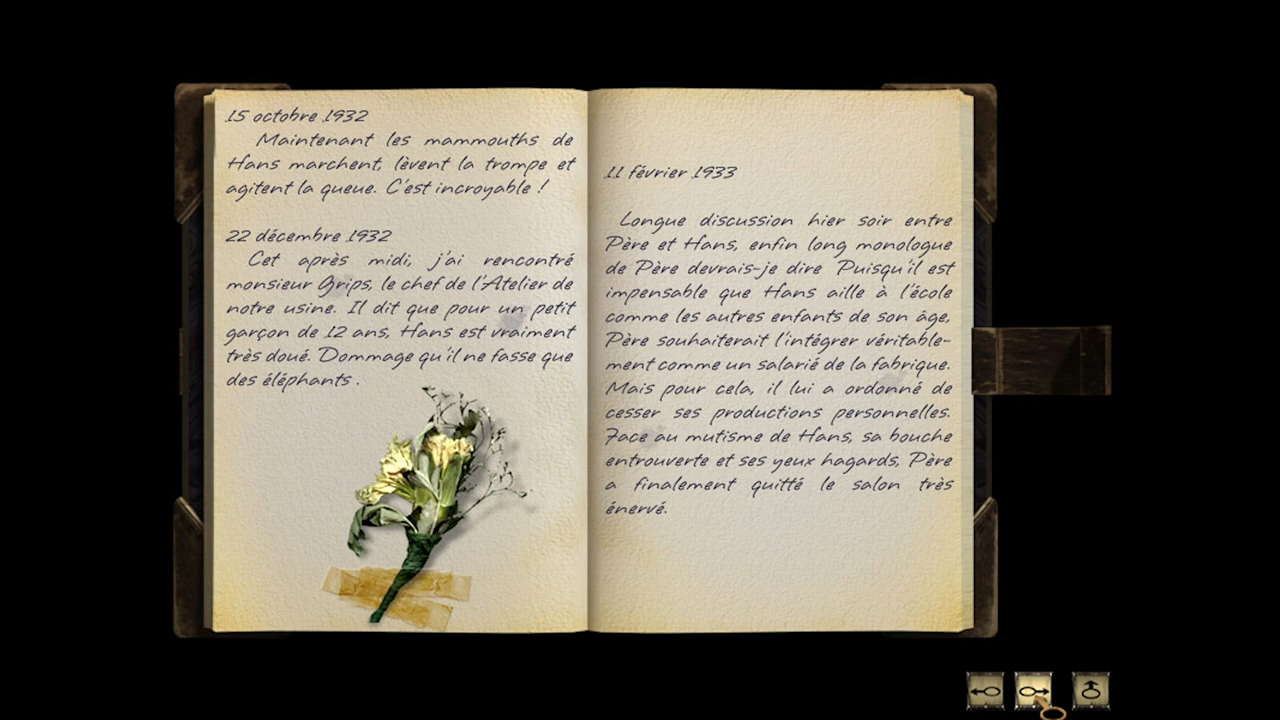 15 octobre 1932
Maintenant les mammouths de
Hans marchent, lèvent la trompe et
agitent la queue. C'est incroyable !
22 décembre 1932
Cet après midi, j'ai rencontré
monsieur Grips, le chef de l'Atelier de
notre usine. Il dit que pour un petit
garçon de 12 ans, Hans est vraiment
très doué. Dommage qu'il ne fasse que
des éléphants .
11 février 1933
Longue discussion hier soir entre
Père et Hans, enfin long monologue
de Père devrais-je dire Puisqu'il est
impensable que Hans aille à l'école
comme les autres enfants de son âge,
Père souhaiterait l'intégrer véritable-
ment comme un salarié de la fabrique.
Mais pour cela, il lui a ordonné de
cesser ses productions personnelles.
Face au mutisme de Hans, sa bouche
entrouverte et ses yeux hagards, Père
a finalement quitté le salon très
énervé.